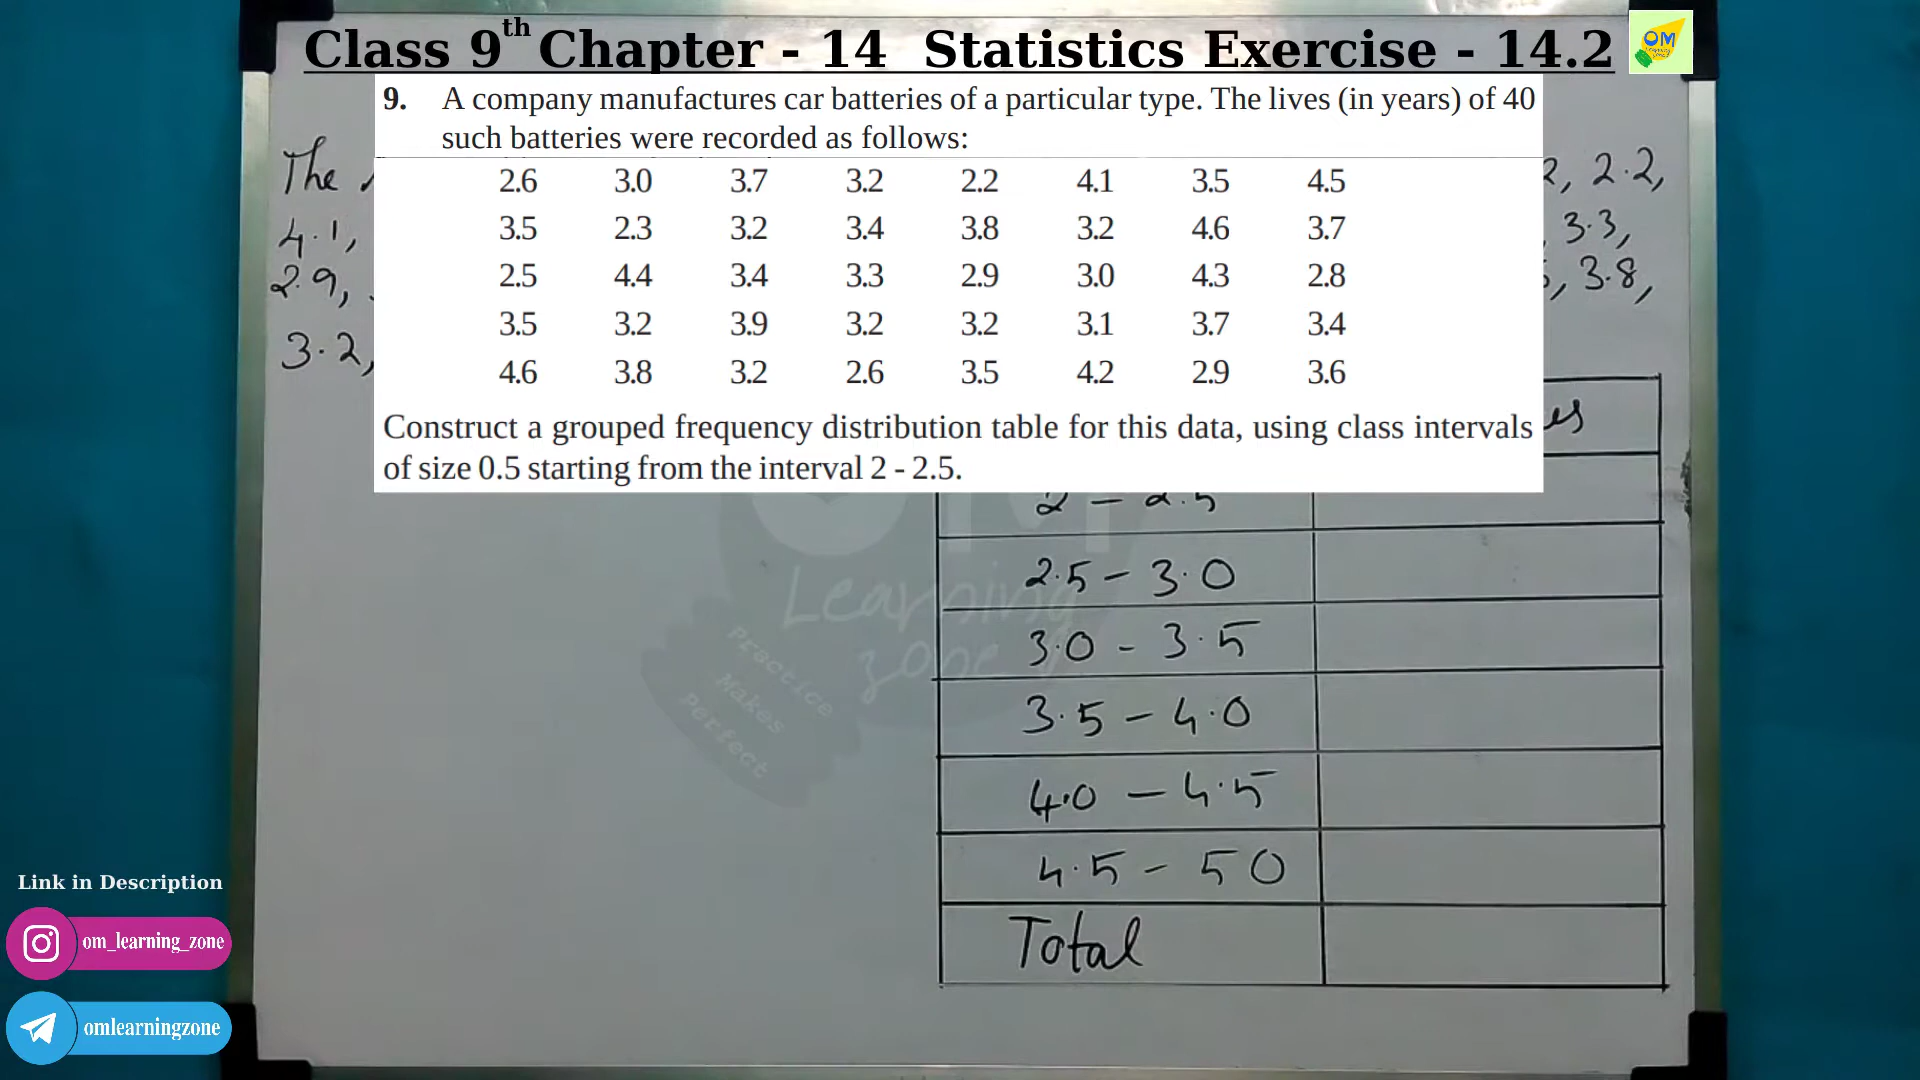 Class 9th Chapter - 14 Statistics Exercise - 14.2
OM
9. A company manufactures car batteries of a particular type. The lives (in years) of 40
such batteries were recorded as follows:
2.6 3.0 3.7 3.2 2.2 4.1 3.5 4.5
3.5 2.3 3.2 3.4 3.8 3.2 4.6 3.7
2.5 4.4 3.4 3.3 2.9 3.0 4.3 2.8
3.5 3.2 3.9 3.2 3.2 3.1 3.7 3.4
4.6 3.8 3.2 2.6 3.5 4.2 2.9 3.6
Construct a grouped frequency distribution table for this data, using class intervals
of size 0.5 starting from the interval 2 - 2.5.
The 2, 2.2,
4.1, 3.3,
2.9, 3.8,
3.2,
2 - 2.5
2.5 - 3.0
3.0 - 3.5
3.5 - 4.0
4.0 - 4.5
4.5 - 50
Total
OM
Learning
zone
Practice
Makes
Perfect
Link in Description
om_learning_zone
omlearningzone